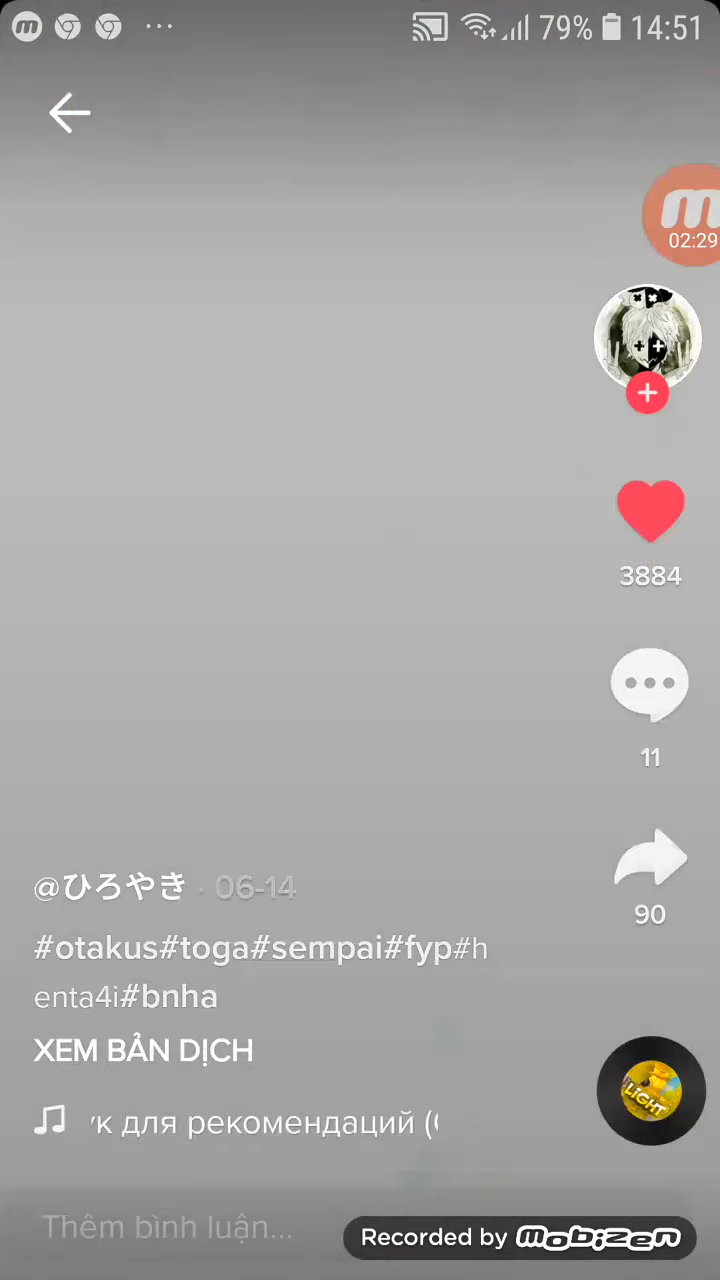 79% 14:51
02:29
3884
11
90
@ひろやき · 06-14
#otakus#toga#sempai#fyp#h
enta4i#bnha
XEM BẢN DỊCH
для рекомендаций (
LiGHT
Thêm bình luận...
Recorded by mobizen